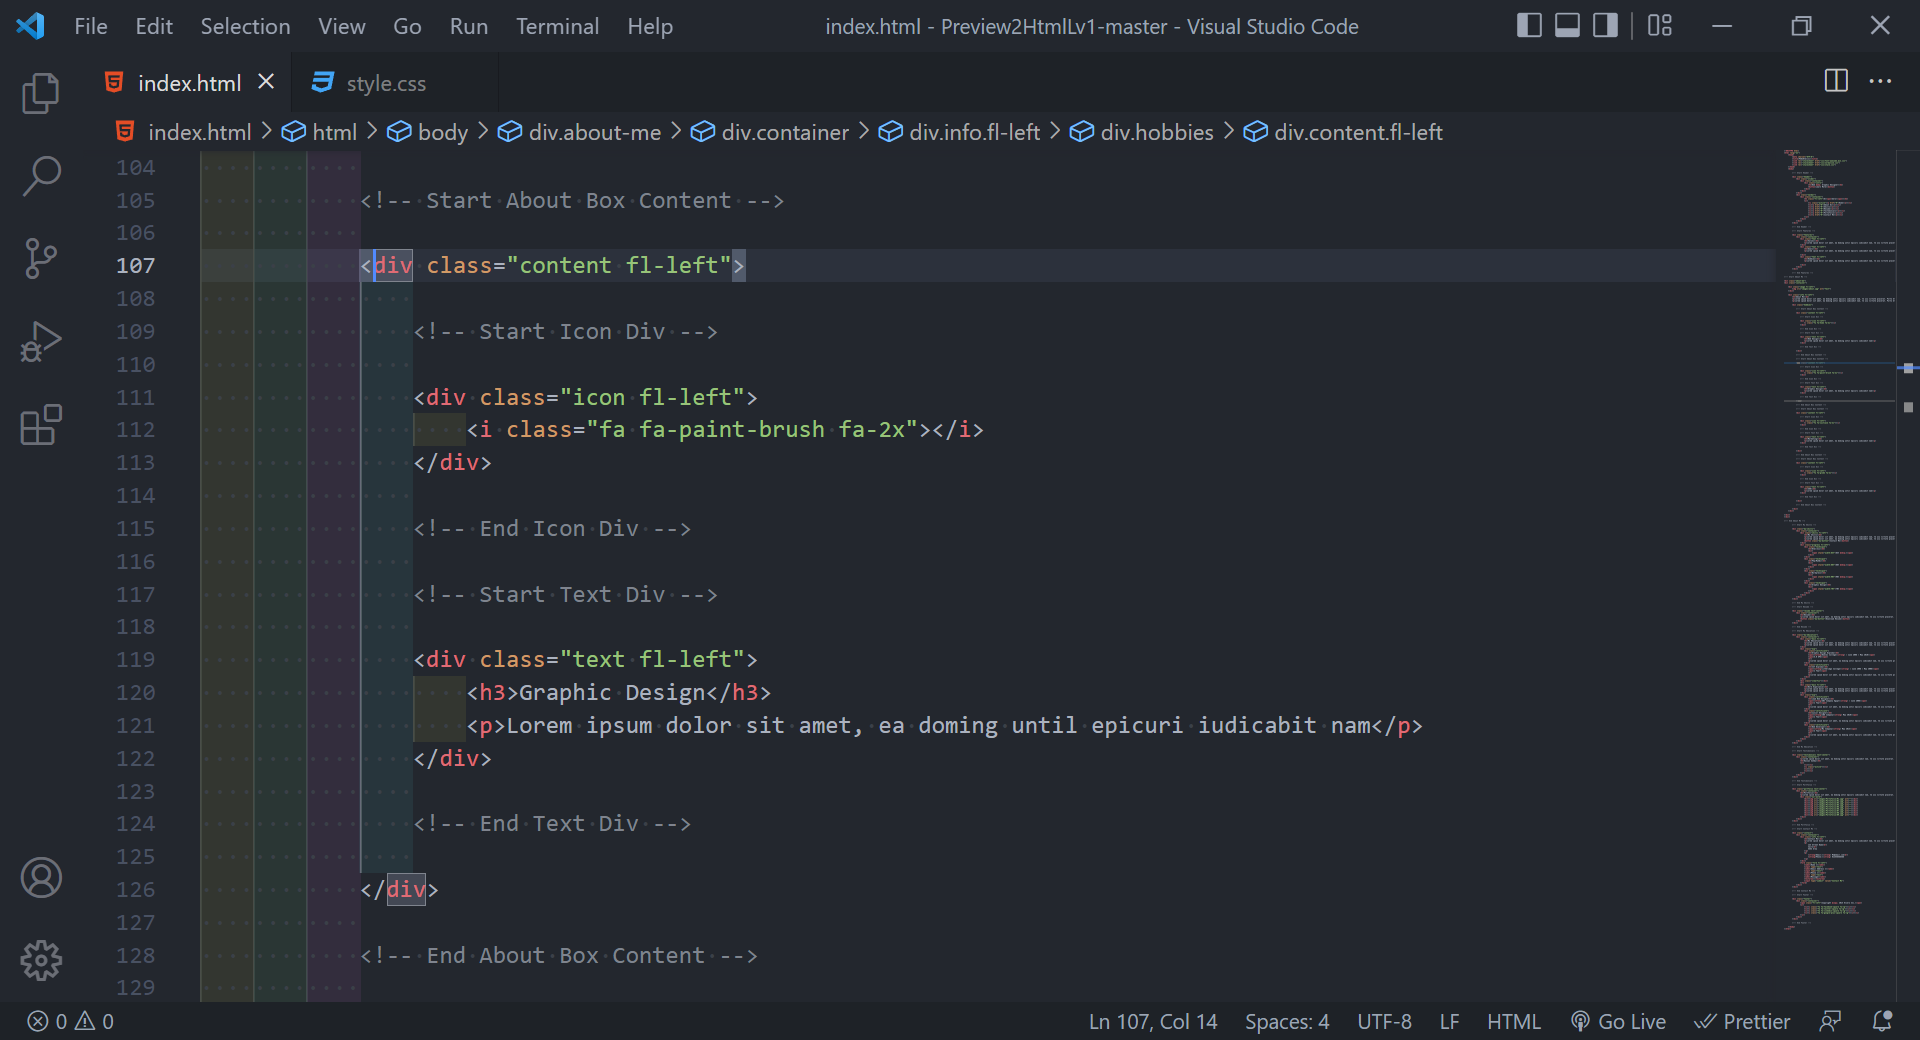 File Edit Selection View Go Run Terminal Help index.html - Preview2HtmlLv1-master - Visual Studio Code
index.html style.css
index.html > html > body > div.about-me > div.container > div.info.fl-left > div.hobbies > div.content.fl-left
104
105 <!-- Start About Box Content -->
106
107 <div class="content fl-left">
108
109 <!-- Start Icon Div -->
110
111 <div class="icon fl-left">
112 <i class="fa fa-paint-brush fa-2x"></i>
113 </div>
114
115 <!-- End Icon Div -->
116
117 <!-- Start Text Div -->
118
119 <div class="text fl-left">
120 <h3>Graphic Design</h3>
121 <p>Lorem ipsum dolor sit amet, ea doming until epicuri iudicabit nam</p>
122 </div>
123
124 <!-- End Text Div -->
125
126 </div>
127
128 <!-- End About Box Content -->
129
0 0 Ln 107, Col 14 Spaces: 4 UTF-8 LF HTML Go Live Prettier